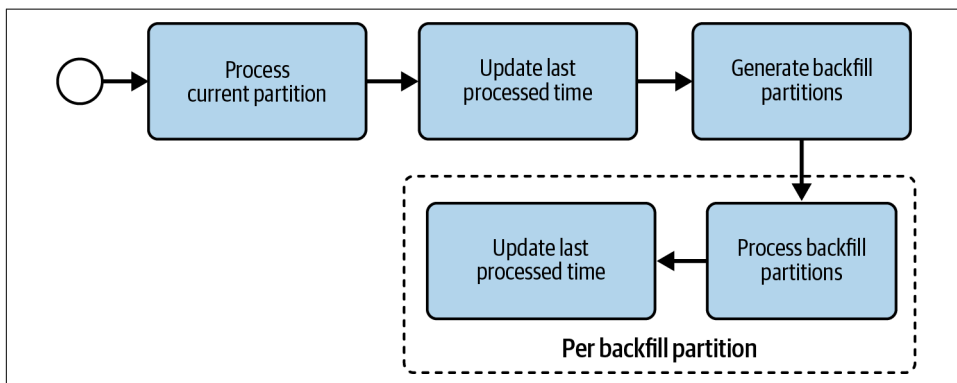 Process
current partition
Update last
processed time
Generate backfill
partitions
Process backfill
partitions
Update last
processed time
Per backfill partition